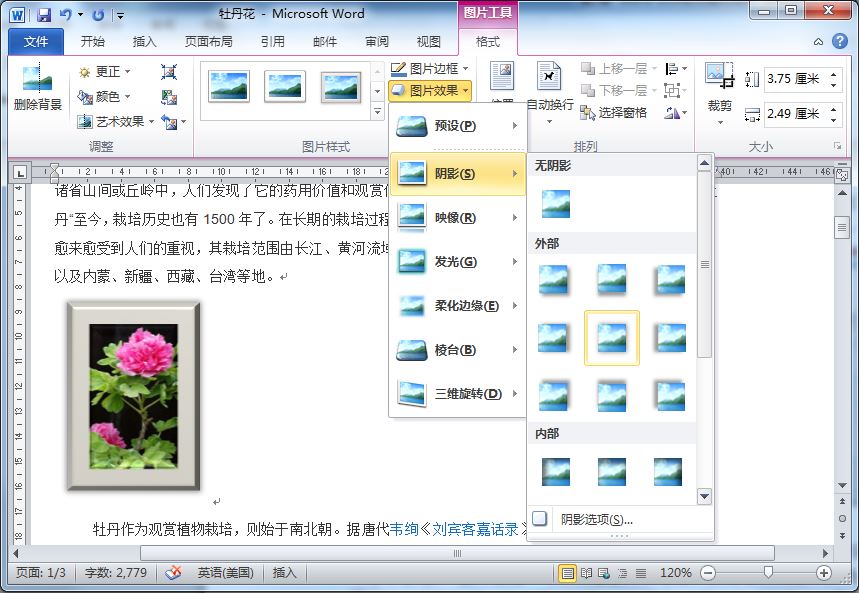 牡丹花 - Microsoft Word
图片工具
文件 开始 插入 页面布局 引用 邮件 审阅 视图 格式
删除背景
更正
颜色
艺术效果
调整
图片样式
图片边框
图片效果
自动换行
上移一层
下移一层
选择窗格
排列
裁剪
3.75 厘米
2.49 厘米
大小
预设(P)
阴影(S)
映像(R)
发光(G)
柔化边缘(E)
棱台(B)
三维旋转(D)
无阴影
外部
内部
阴影选项(S)...
诸省山间或丘岭中，人们发现了它的药用价值和观赏
丹“至今，栽培历史也有 1500 年了。在长期的栽培过程
愈来愈受到人们的重视，其栽培范围由长江、黄河流域
以及内蒙、新疆、西藏、台湾等地。
牡丹作为观赏植物栽培，则始于南北朝。据唐代韦绚《刘宾客嘉话录》
页面: 1/3 字数: 2,779 英语(美国) 插入 120%